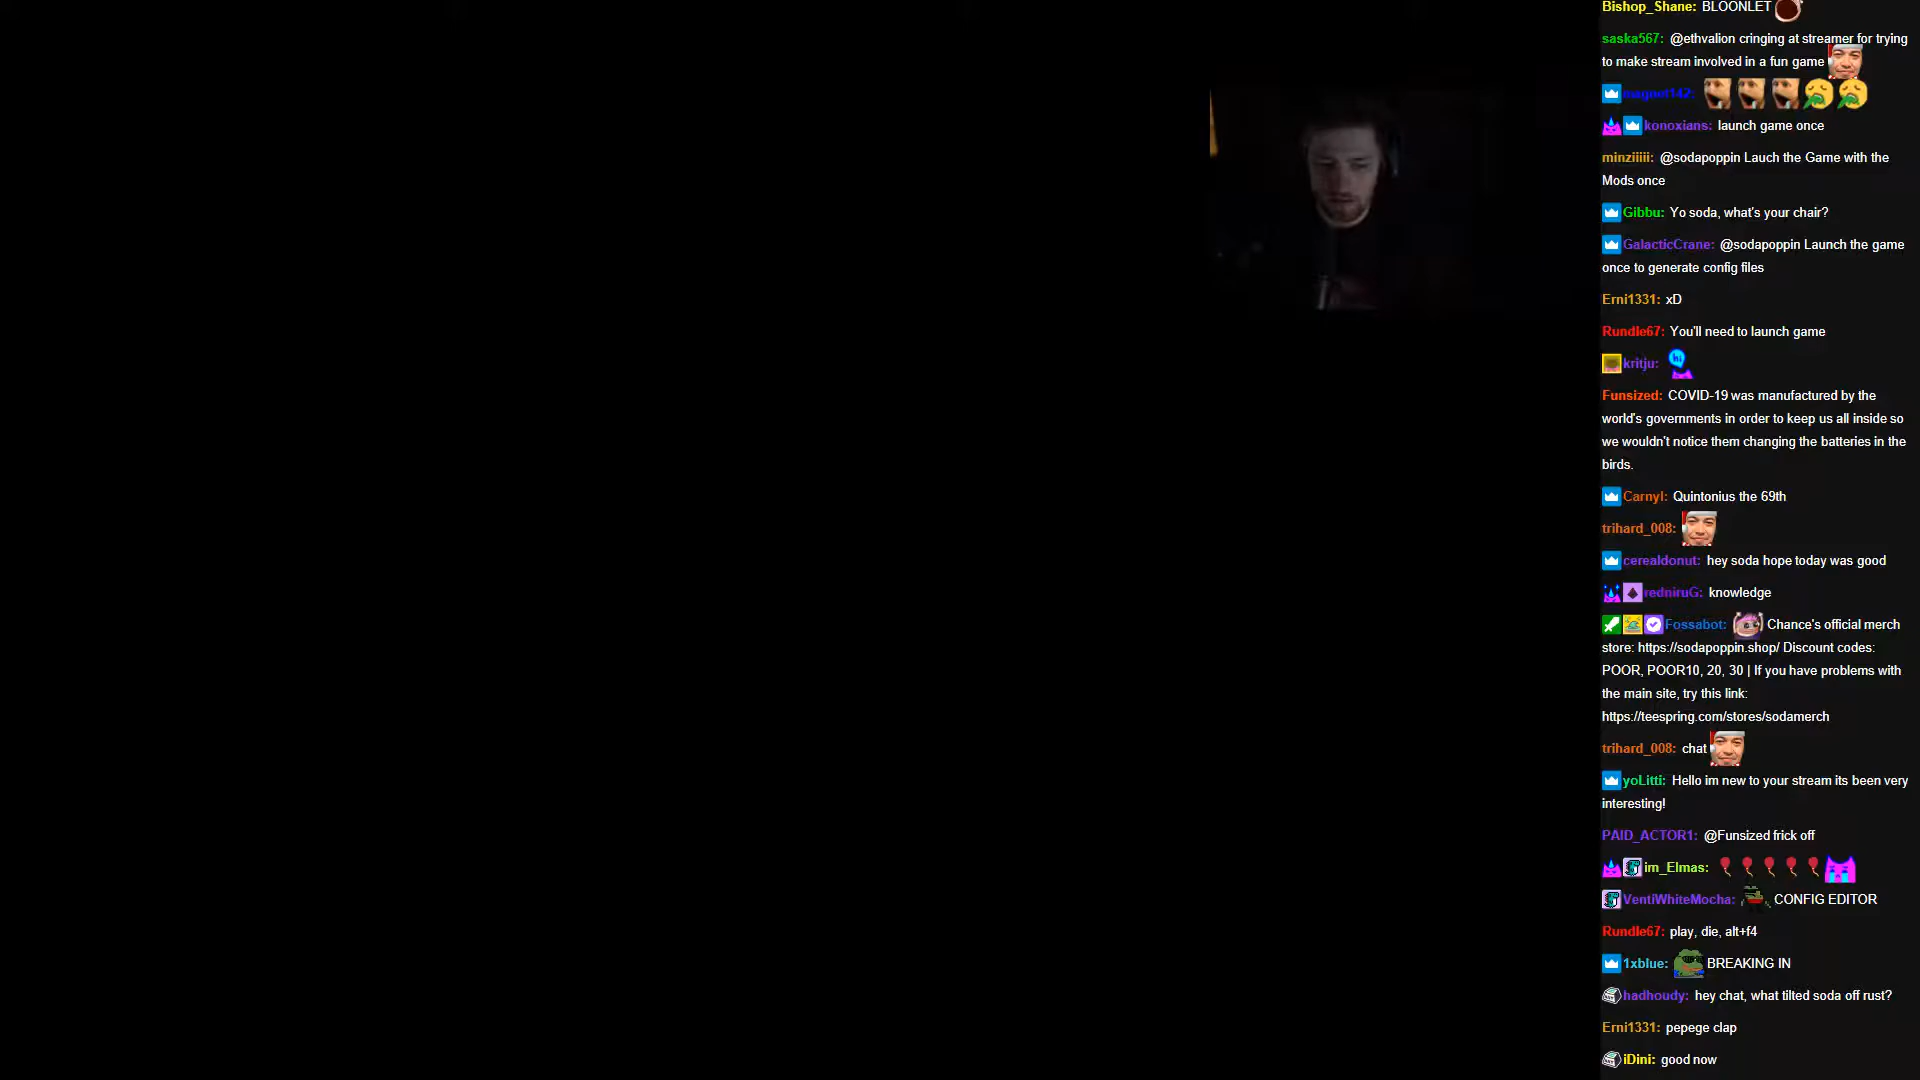 Bishop_Shane: BLOONLET
saska567: @ethvalion cringing at streamer for trying
to make stream involved in a fun game
magnet142:
konoxians: launch game once
minziiiii: @sodapoppin Lauch the Game with the
Mods once
Gibbu: Yo soda, what's your chair?
GalacticCrane: @sodapoppin Launch the game
once to generate config files
Erni1331: xD
Rundle67: You'll need to launch game
kritju: hi
Funsized: COVID-19 was manufactured by the
world's governments in order to keep us all inside so
we wouldn't notice them changing the batteries in the
birds.
Carnyl: Quintonius the 69th
trihard_008:
cerealdonut: hey soda hope today was good
redniruG: knowledge
Fossabot: Chance's official merch
store: https://sodapoppin.shop/ Discount codes:
POOR, POOR10, 20, 30 | If you have problems with
the main site, try this link:
https://teespring.com/stores/sodamerch
trihard_008: chat
yoLitti: Hello im new to your stream its been very
interesting!
PAID_ACTOR1: @Funsized frick off
im_Elmas:
VentiWhiteMocha: CONFIG EDITOR
Rundle67: play, die, alt+f4
1xblue: BREAKING IN
hadhoudy: hey chat, what tilted soda off rust?
Erni1331: pepege clap
iDini: good now